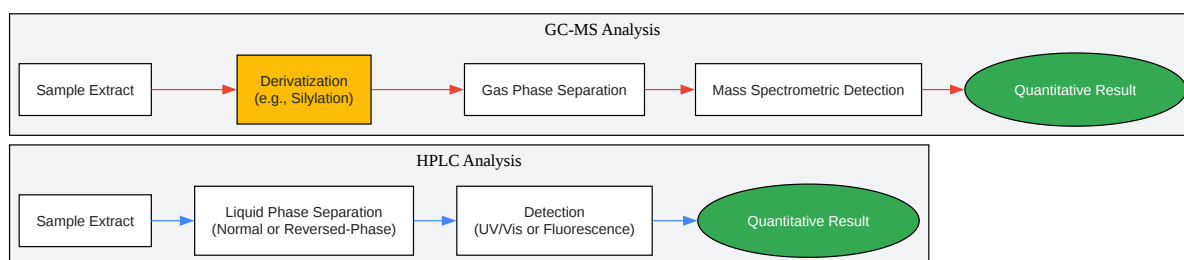 GC-MS Analysis
Sample Extract
Derivatization
(e.g., Silylation)
Gas Phase Separation
Mass Spectrometric Detection
Quantitative Result
HPLC Analysis
Sample Extract
Liquid Phase Separation
(Normal or Reversed-Phase)
Detection
(UV/Vis or Fluorescence)
Quantitative Result